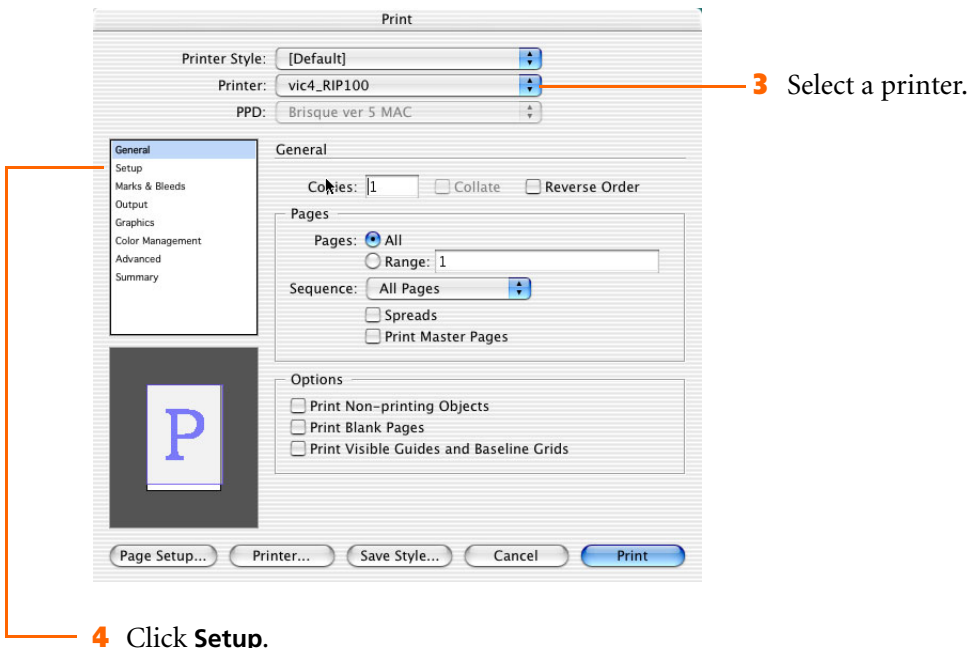 Print
Printer Style: [Default]
Printer: vic4_RIP100
3 Select a printer.
PPD: Brisque ver 5 MAC
General
Setup
Marks & Bleeds
Output
Graphics
Color Management
Advanced
Summary
General
Copies: 1 Collate Reverse Order
Pages
Pages: All
Range: 1
Sequence: All Pages
Spreads
Print Master Pages
Options
Print Non-printing Objects
Print Blank Pages
Print Visible Guides and Baseline Grids
P
Page Setup... Printer... Save Style... Cancel Print
4 Click Setup.